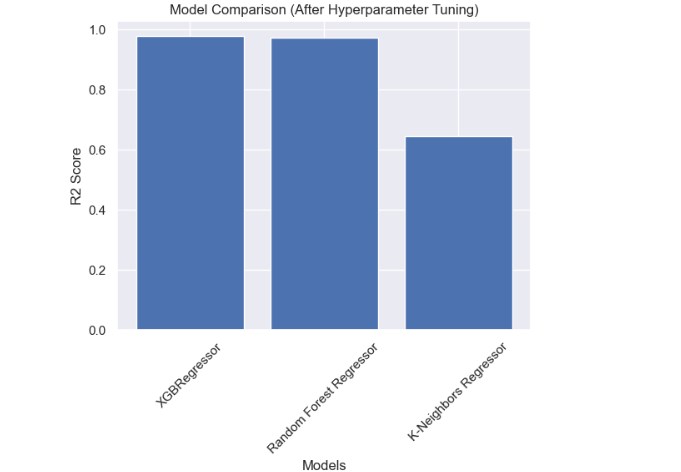 Model Comparison (After Hyperparameter Tuning)
1.0
0.8
0.6
0.4
0.2
0.0
R2 Score
XGBRegressor
Random Forest Regressor
K-Neighbors Regressor
Models